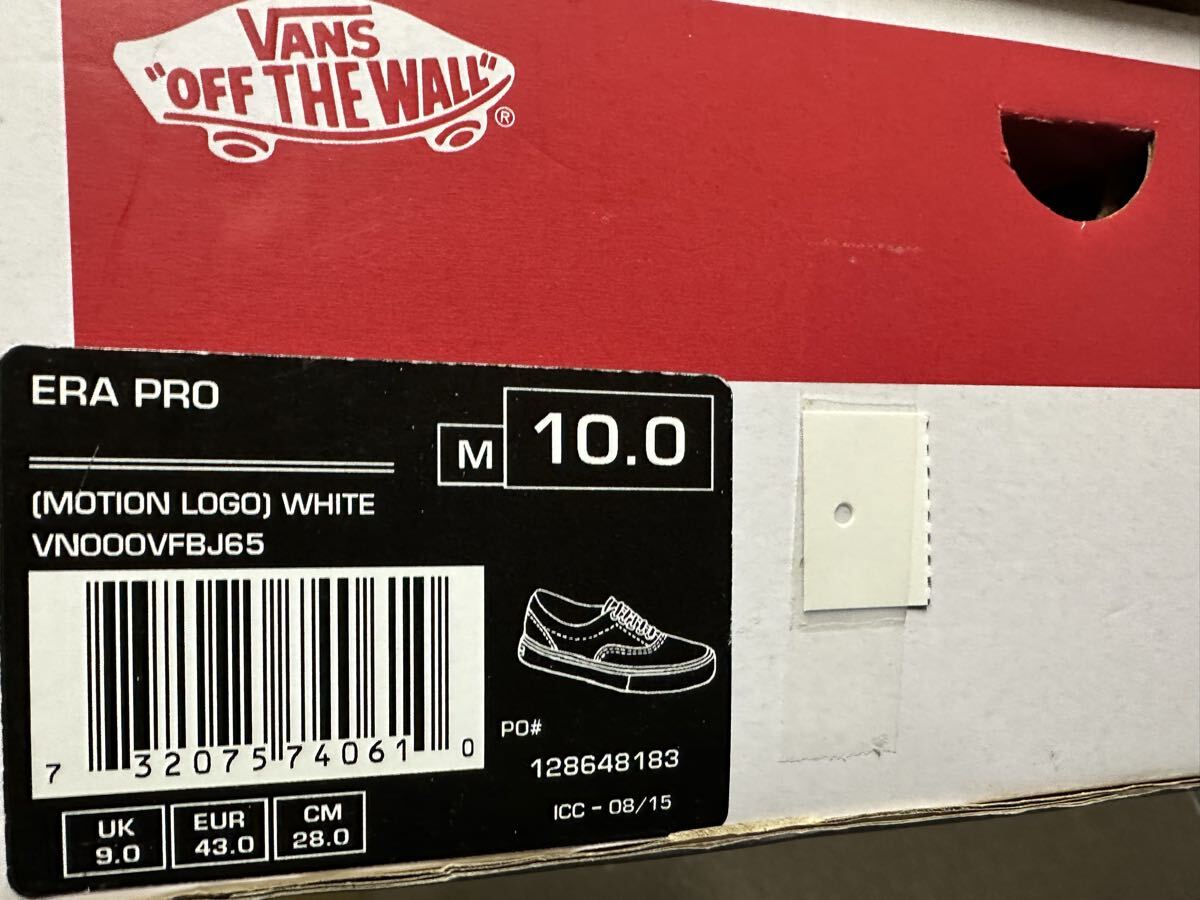 VANS
"OFF THE WALL"®
ERA PRO
M 10.0
(MOTION LOGO) WHITE
VN000VFBJ65
7 32075 74061 0
PO#
128648183
ICC - 08/15
UK 9.0
EUR 43.0
CM 28.0